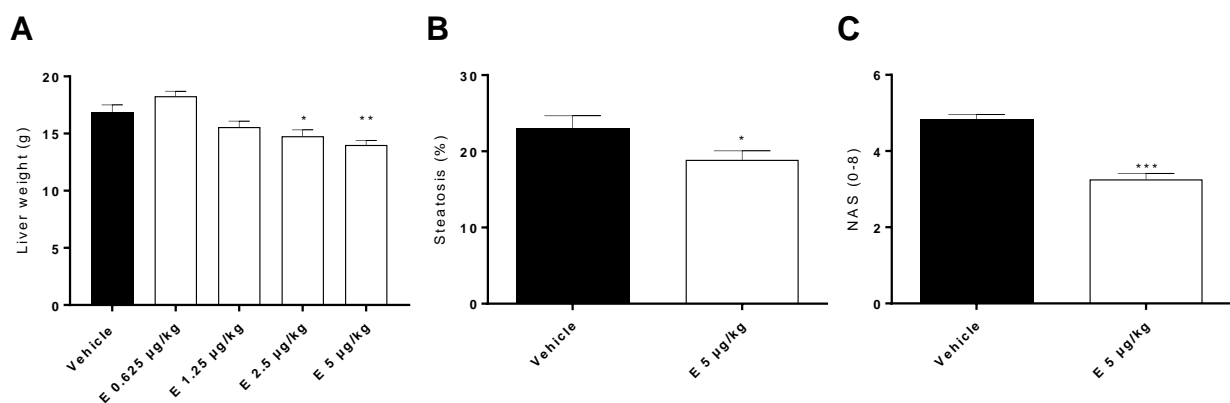 A
Liver weight (g)
20
15
10
5
0
*
**
Vehicle
E 0.625 µg/kg
E 1.25 µg/kg
E 2.5 µg/kg
E 5 µg/kg
B
Steatosis (%)
30
20
10
0
*
Vehicle
E 5 µg/kg
C
NAS (0-8)
6
4
2
0
***
Vehicle
E 5 µg/kg